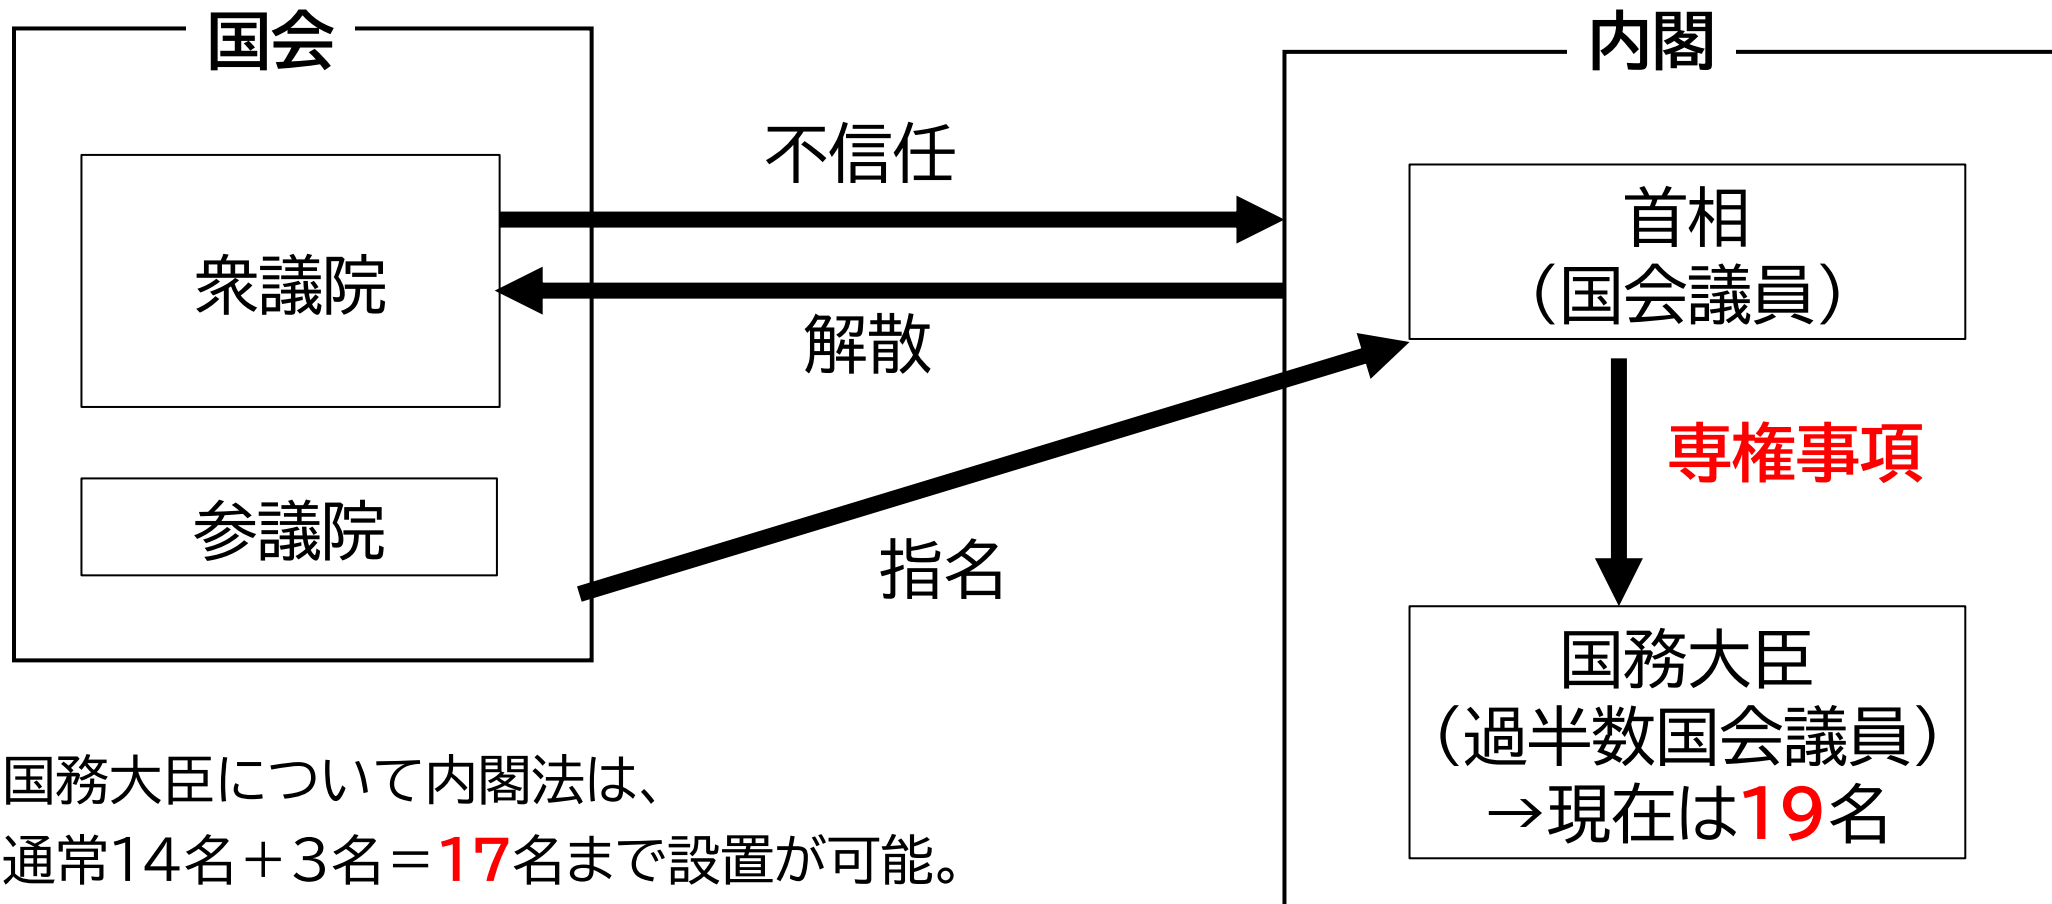 国会
内閣
不信任
首相
（国会議員）
衆議院
解散
専権事項
参議院
指名
国務大臣
（過半数国会議員）
→現在は19名
国務大臣について内閣法は、
通常14名＋3名＝17名まで設置が可能。